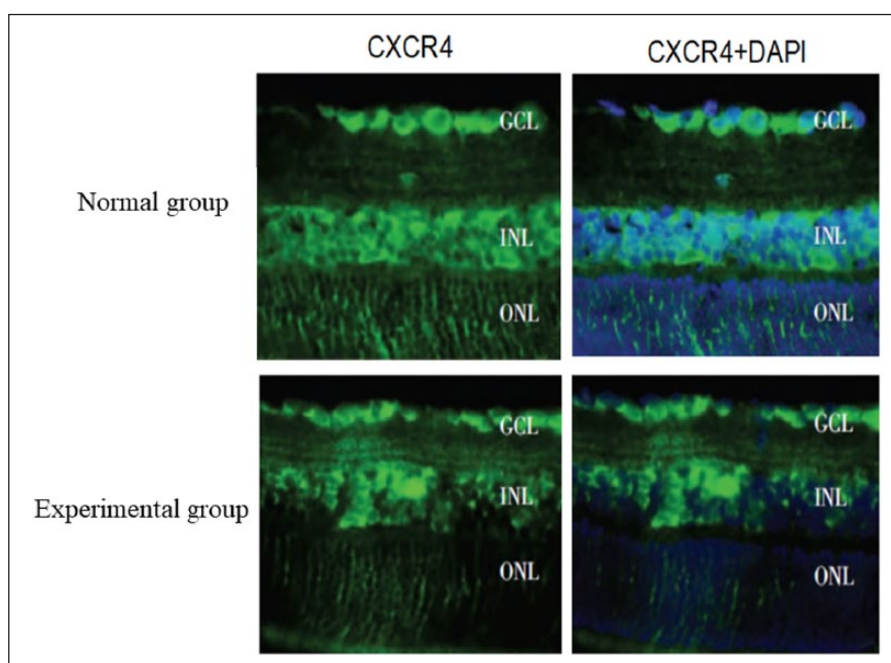 CXCR4
CXCR4+DAPI
Normal group
GCL
INL
ONL
GCL
INL
ONL
Experimental group
GCL
INL
ONL
GCL
INL
ONL